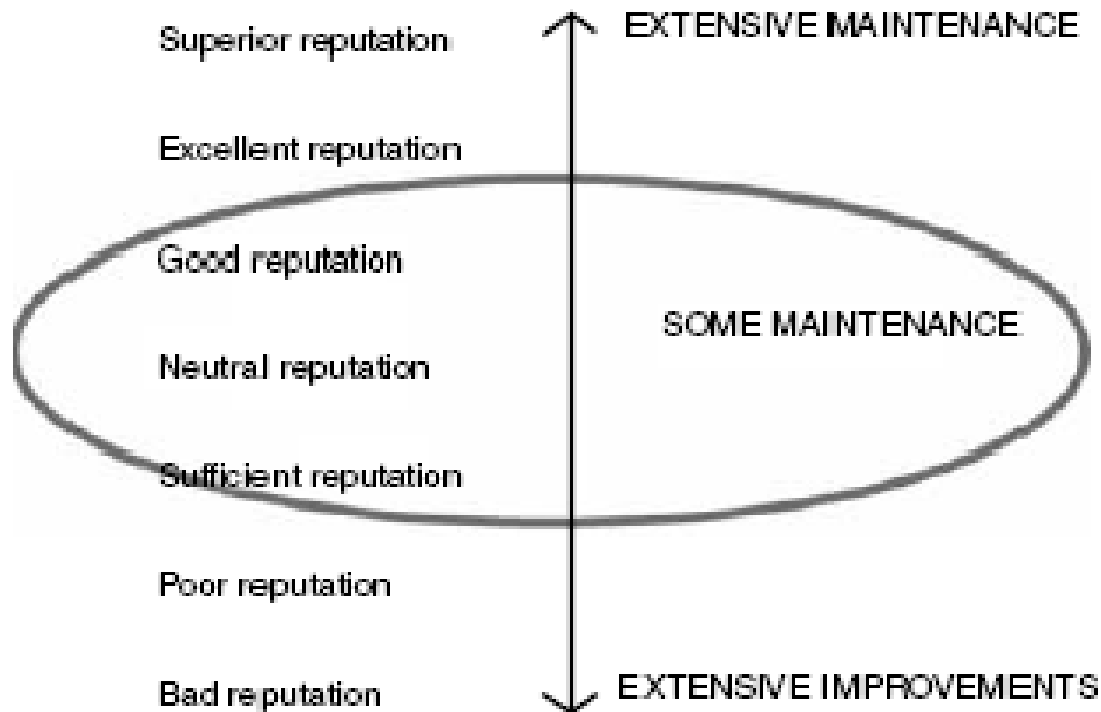 Superior reputation
EXTENSIVE MAINTENANCE
Excellent reputation
Good reputation
SOME MAINTENANCE
Neutral reputation
Sufficient reputation
Poor reputation
Bad reputation
EXTENSIVE IMPROVEMENTS